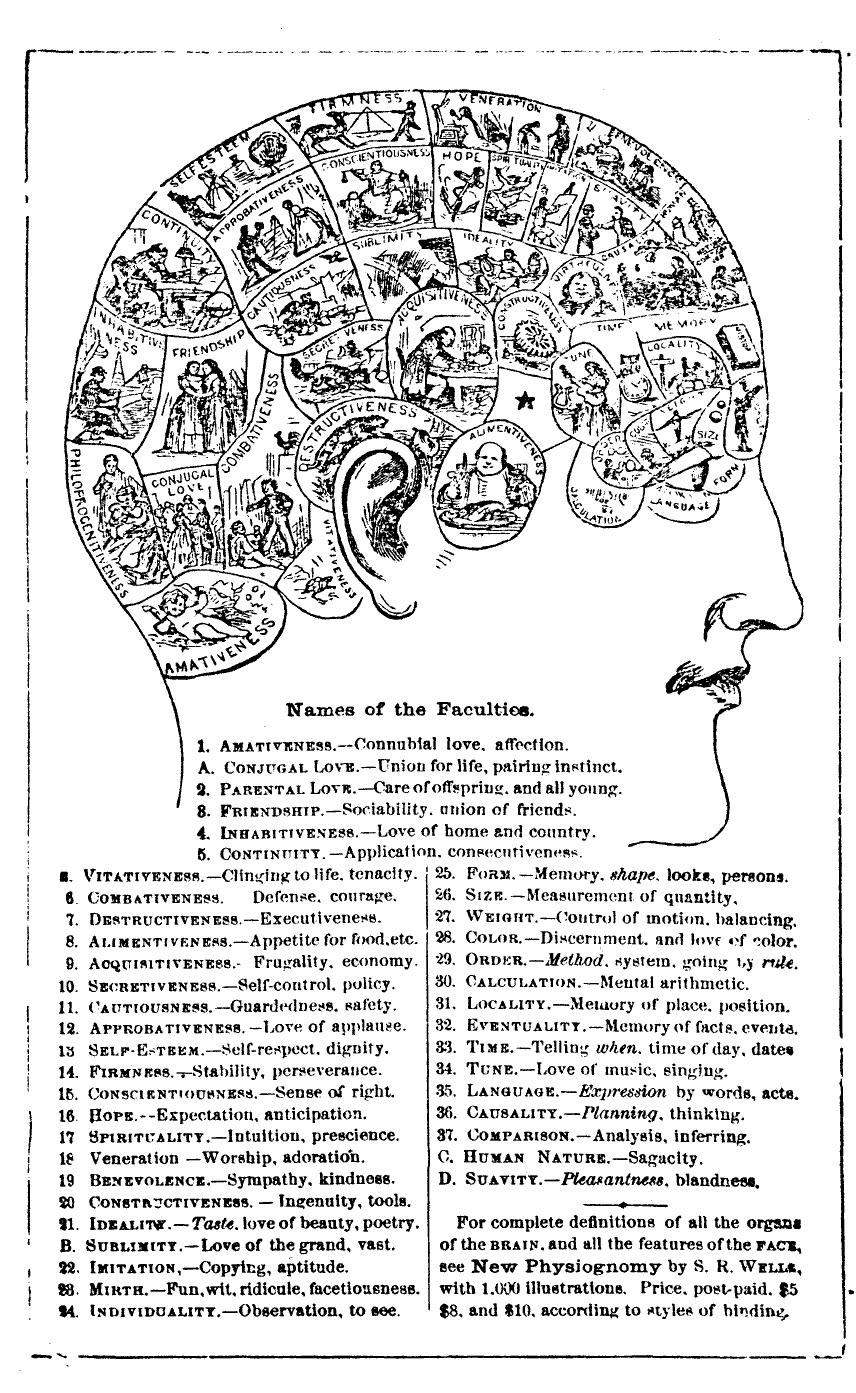 FIRMNESS
VENERATION
BENEVOLENCE
SELF ESTEEM
CONSCIENTIOUSNESS
HOPE
APPROBATIVENESS
CONTINUITY
SUBLIMITY
IDEALITY
CAUTIOUSNESS
ACQUISITIVENESS
CONSTRUCTIVENESS
TIME
MEMORY
INHABITIVE
NESS
FRIENDSHIP
SECRETIVENESS
TUNE
LOCALITY
COMBATIVENESS
DESTRUCTIVENESS
ALIMENTIVENESS
SIZE
FORM
PHILOPROGENITIVENESS
CONJUGAL
LOVE
CALCULATION
LANGUAGE
VITATIVENESS
AMATIVENESS
Names of the Faculties.
1. AMATIVENESS.—Connubial love, affection.
A. CONJUGAL LOVE.—Union for life, pairing instinct.
2. PARENTAL LOVE.—Care of offspring, and all young.
3. FRIENDSHIP.—Sociability, union of friends.
4. INHABITIVENESS.—Love of home and country.
5. CONTINUITY.—Application, consecutiveness.
VITATIVENESS.—Clinging to life, tenacity.
6 COMBATIVENESS. Defense, courage.
7. DESTRUCTIVENESS.—Executiveness.
8. ALIMENTIVENESS.—Appetite for food, etc.
9. ACQUISITIVENESS.- Frugality, economy.
10. SECRETIVENESS.—Self-control, policy.
11. CAUTIOUSNESS.—Guardedness, safety.
12. APPROBATIVENESS.—Love of applause.
13 SELF-ESTEEM.—Self-respect, dignity.
14. FIRMNESS.—Stability, perseverance.
15. CONSCIENTIOUSNESS.—Sense of right.
16. HOPE.--Expectation, anticipation.
17 SPIRITUALITY.—Intuition, prescience.
18 Veneration —Worship, adoration.
19 BENEVOLENCE.—Sympathy, kindness.
20 CONSTRUCTIVENESS. — Ingenuity, tools.
21. IDEALITY.—Taste, love of beauty, poetry.
B. SUBLIMITY.—Love of the grand, vast.
22. IMITATION,—Copying, aptitude.
23. MIRTH.—Fun, wit, ridicule, facetiousness.
24. INDIVIDUALITY.—Observation, to see.
25. FORM.—Memory, shape, looks, persons.
26. SIZE.—Measurement of quantity,
27. WEIGHT.—Control of motion, balancing.
28. COLOR.—Discernment, and love of color.
29. ORDER.—Method, system, going by rule.
30. CALCULATION.—Mental arithmetic.
31. LOCALITY.—Memory of place, position.
32. EVENTUALITY.—Memory of facts, events.
33. TIME.—Telling when, time of day, dates
34. TUNE.—Love of music, singing.
35. LANGUAGE.—Expression by words, acts.
36. CAUSALITY.—Planning, thinking.
37. COMPARISON.—Analysis, inferring.
C. HUMAN NATURE.—Sagacity.
D. SUAVITY.—Pleasantness, blandness.
For complete definitions of all the organs
of the BRAIN, and all the features of the FACE,
see New Physiognomy by S. R. WELLS,
with 1,000 illustrations. Price, post-paid, $5
$8, and $10, according to styles of binding.